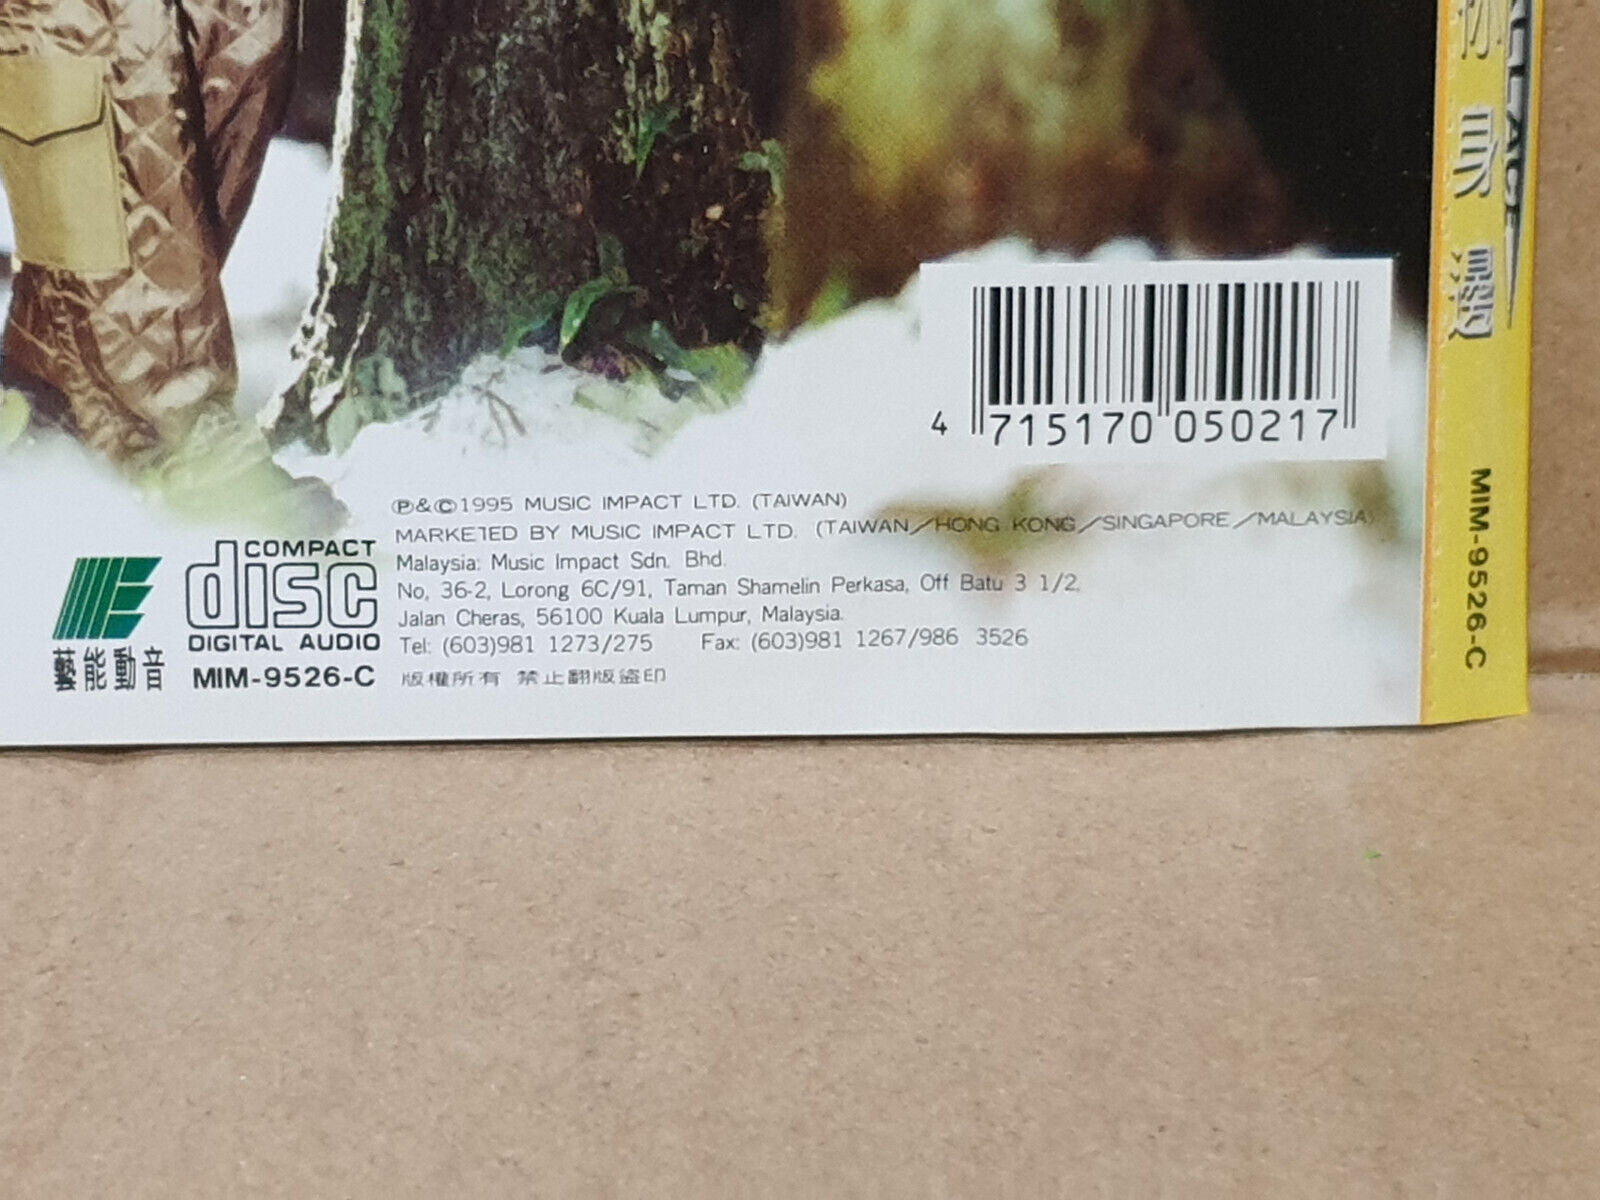 4 715170 050217
℗&©1995 MUSIC IMPACT LTD. (TAIWAN)
MARKETED BY MUSIC IMPACT LTD. (TAIWAN/HONG KONG/SINGAPORE/MALAYSIA)
Malaysia: Music Impact Sdn. Bhd.
No, 36-2, Lorong 6C/91, Taman Shamelin Perkasa, Off Batu 3 1/2,
Jalan Cheras, 56100 Kuala Lumpur, Malaysia.
Tel: (603)981 1273/275 Fax: (603)981 1267/986 3526
版權所有 禁止翻版盜印
藝能動音
COMPACT
disc
DIGITAL AUDIO
MIM-9526-C
MIM-9526-C